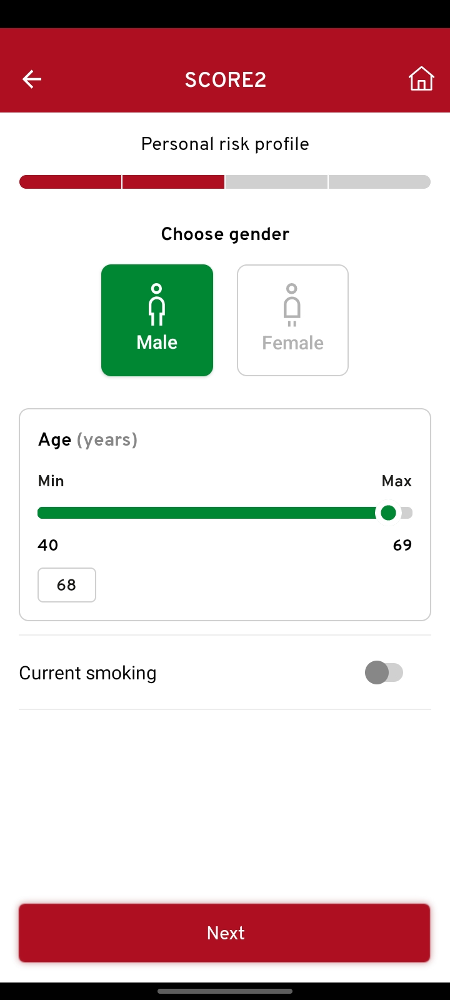 SCORE2
Personal risk profile
Choose gender
Male
Female
Age (years)
Min Max
40 69
68
Current smoking
Next